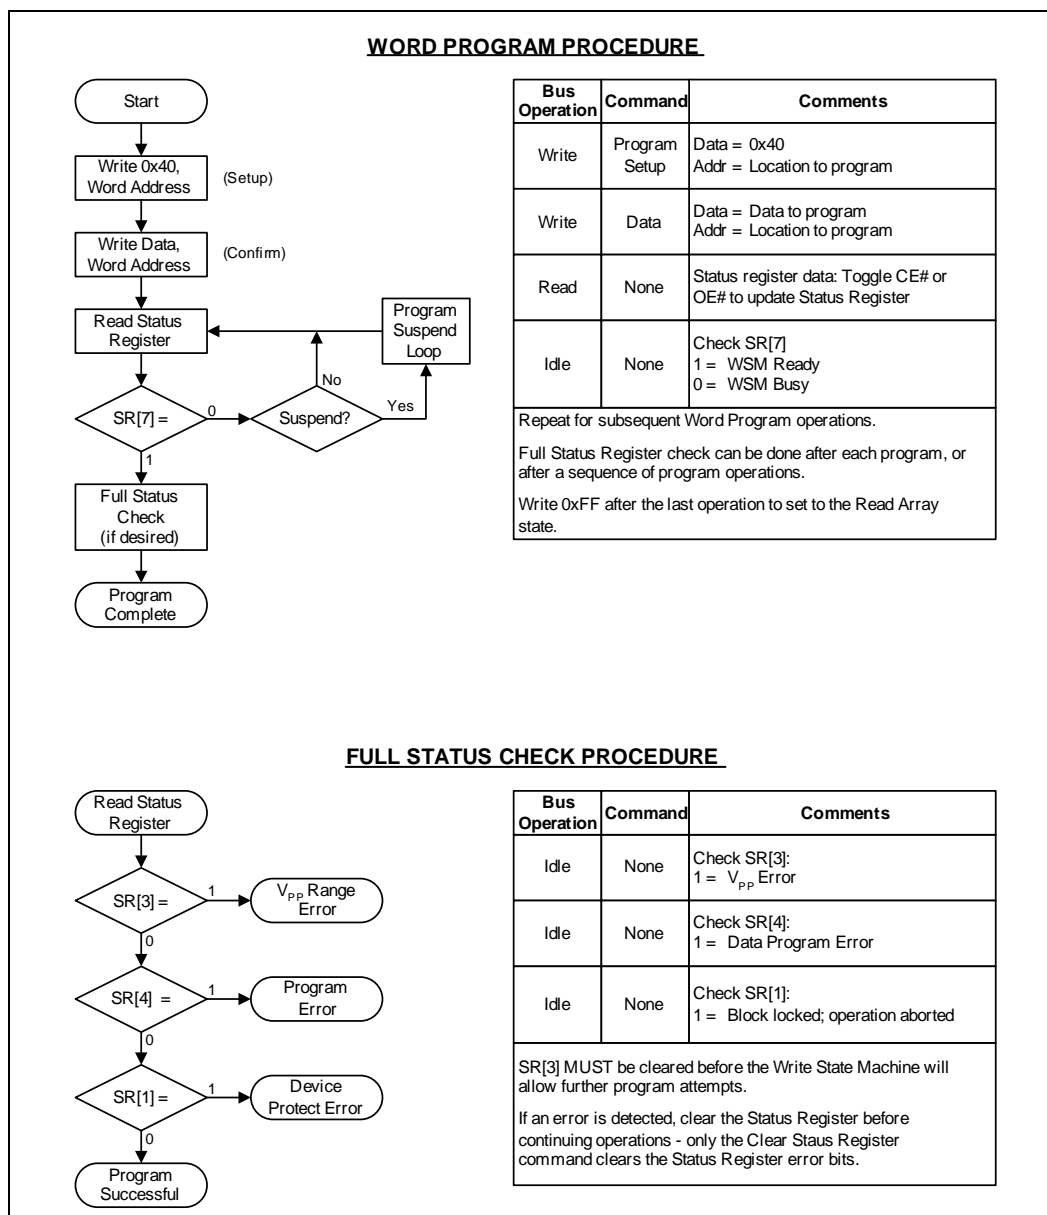 WORD PROGRAM PROCEDURE
Start
Write 0x40,
Word Address
(Setup)
Write Data,
Word Address
(Confirm)
Read Status
Register
Program
Suspend
Loop
No
Yes
SR[7] =
0
Suspend?
1
Full Status
Check
(if desired)
Program
Complete
Bus
Operation
Command
Comments
Write
Program
Setup
Data = 0x40
Addr = Location to program
Write
Data
Data = Data to program
Addr = Location to program
Read
None
Status register data: Toggle CE# or
OE# to update Status Register
Idle
None
Check SR[7]
1 = WSM Ready
0 = WSM Busy
Repeat for subsequent Word Program operations.
Full Status Register check can be done after each program, or
after a sequence of program operations.
Write 0xFF after the last operation to set to the Read Array
state.
FULL STATUS CHECK PROCEDURE
Read Status
Register
SR[3] =
1
VPP Range
Error
0
SR[4] =
1
Program
Error
0
SR[1] =
1
Device
Protect Error
0
Program
Successful
Bus
Operation
Command
Comments
Idle
None
Check SR[3]:
1 = VPP Error
Idle
None
Check SR[4]:
1 = Data Program Error
Idle
None
Check SR[1]:
1 = Block locked; operation aborted
SR[3] MUST be cleared before the Write State Machine will
allow further program attempts.
If an error is detected, clear the Status Register before
continuing operations - only the Clear Staus Register
command clears the Status Register error bits.